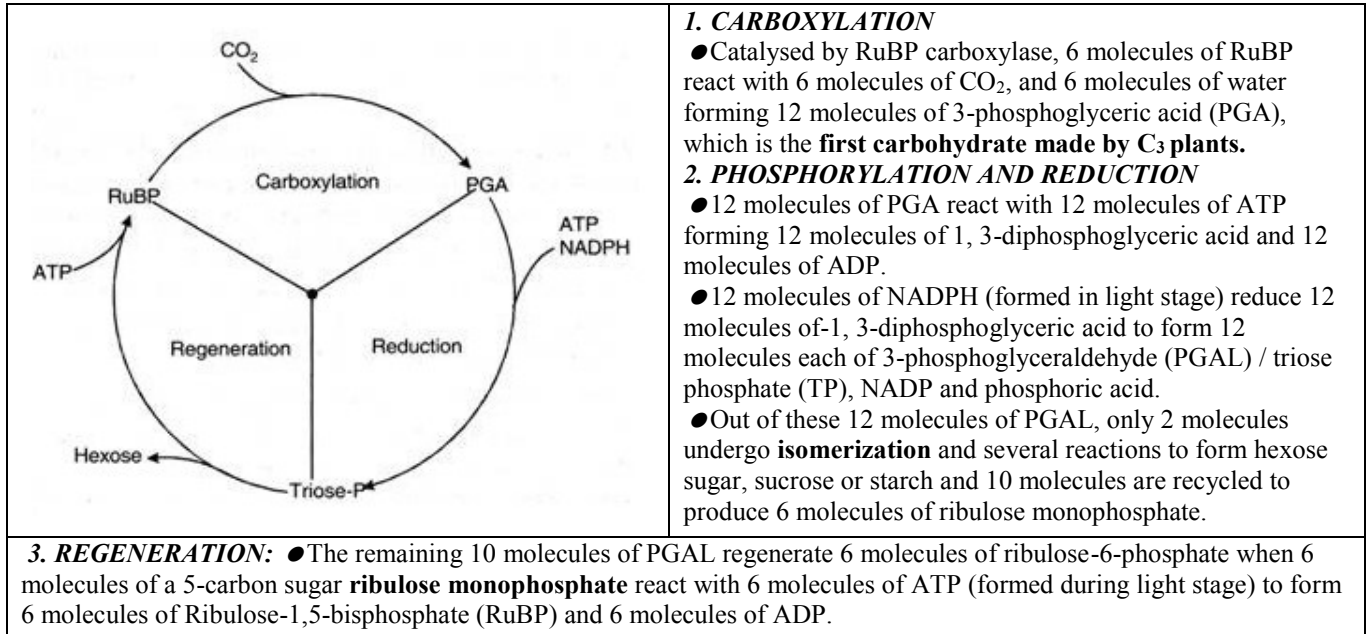 CO₂
Carboxylation
RuBP
PGA
ATP
NADPH
ATP
Regeneration
Reduction
Hexose
Triose-P
1. CARBOXYLATION
●Catalysed by RuBP carboxylase, 6 molecules of RuBP
react with 6 molecules of CO₂, and 6 molecules of water
forming 12 molecules of 3-phosphoglyceric acid (PGA),
which is the first carbohydrate made by C₃ plants.
2. PHOSPHORYLATION AND REDUCTION
●12 molecules of PGA react with 12 molecules of ATP
forming 12 molecules of 1, 3-diphosphoglyceric acid and 12
molecules of ADP.
●12 molecules of NADPH (formed in light stage) reduce 12
molecules of-1, 3-diphosphoglyceric acid to form 12
molecules each of 3-phosphoglyceraldehyde (PGAL) / triose
phosphate (TP), NADP and phosphoric acid.
●Out of these 12 molecules of PGAL, only 2 molecules
undergo isomerization and several reactions to form hexose
sugar, sucrose or starch and 10 molecules are recycled to
produce 6 molecules of ribulose monophosphate.
3. REGENERATION: ●The remaining 10 molecules of PGAL regenerate 6 molecules of ribulose-6-phosphate when 6
molecules of a 5-carbon sugar ribulose monophosphate react with 6 molecules of ATP (formed during light stage) to form
6 molecules of Ribulose-1,5-bisphosphate (RuBP) and 6 molecules of ADP.